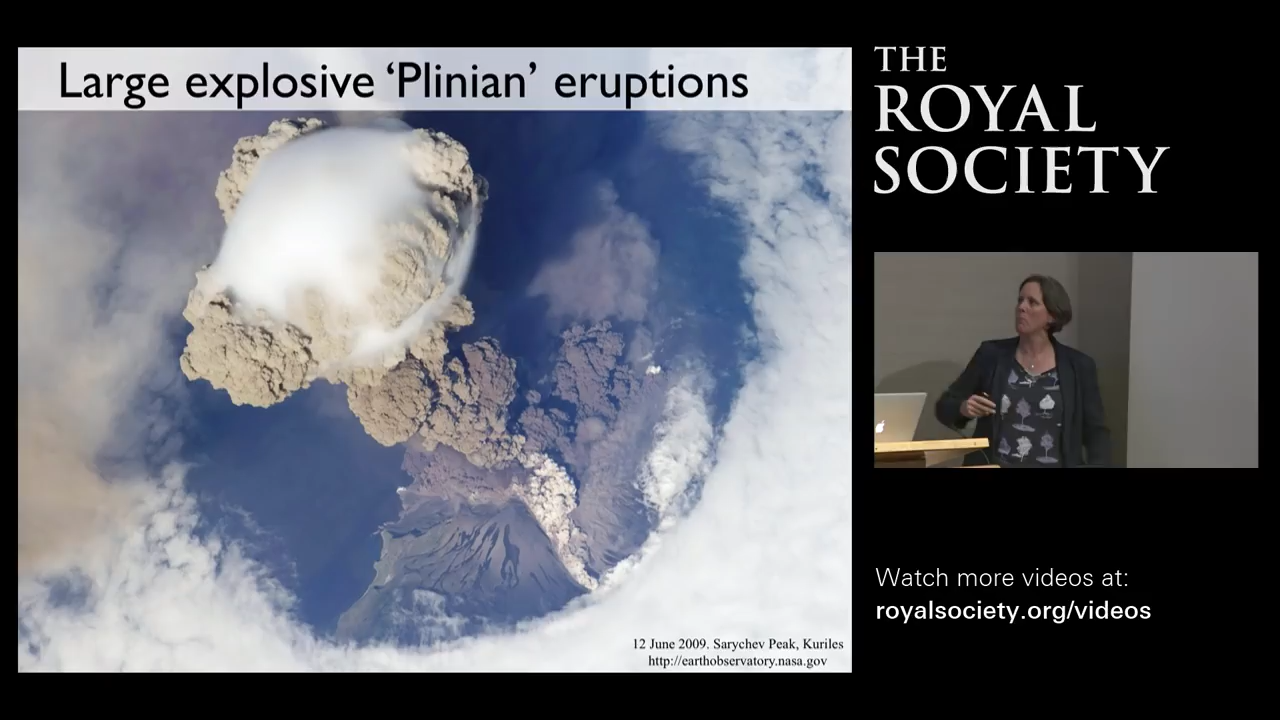 Large explosive ‘Plinian’ eruptions
12 June 2009. Sarychev Peak, Kuriles
http://earthobservatory.nasa.gov
THE
ROYAL
SOCIETY
Watch more videos at:
royalsociety.org/videos